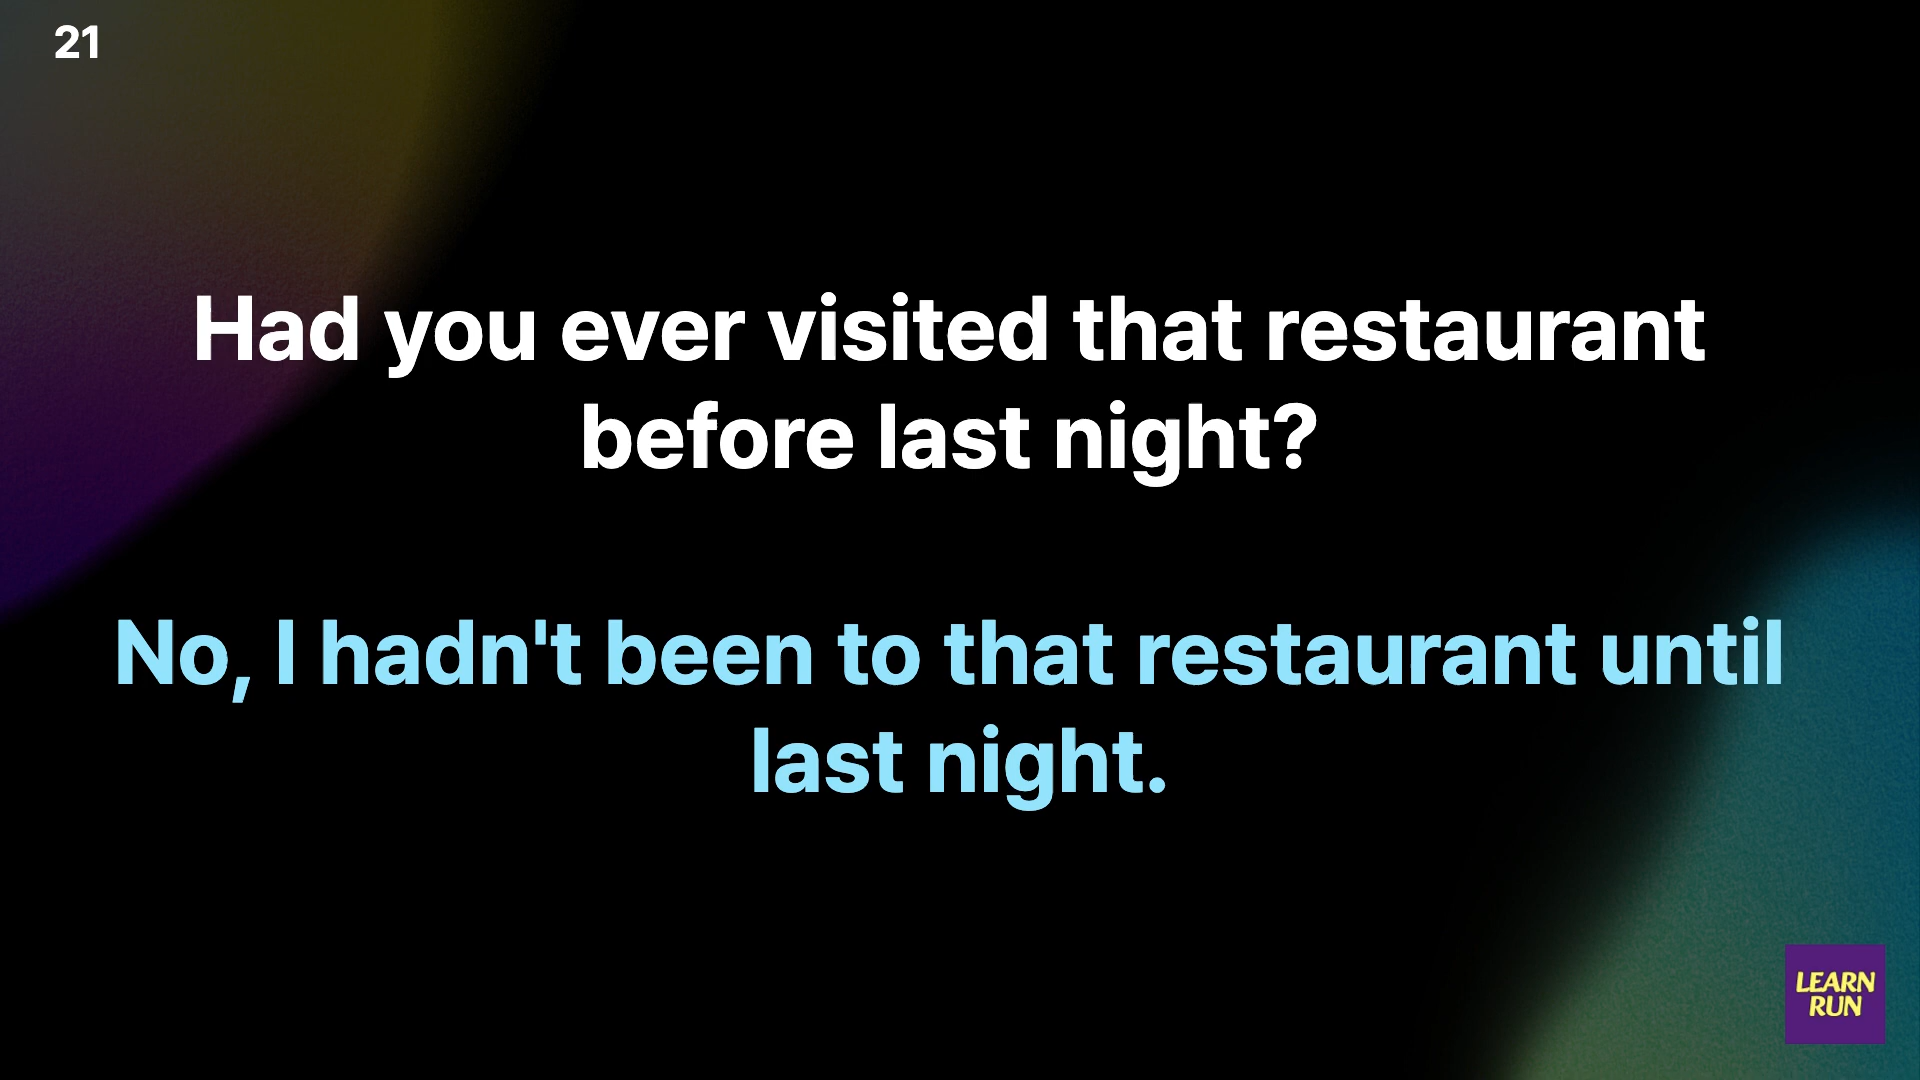 21
Had you ever visited that restaurant
before last night?
No, I hadn't been to that restaurant until
last night.
LEARN
RUN